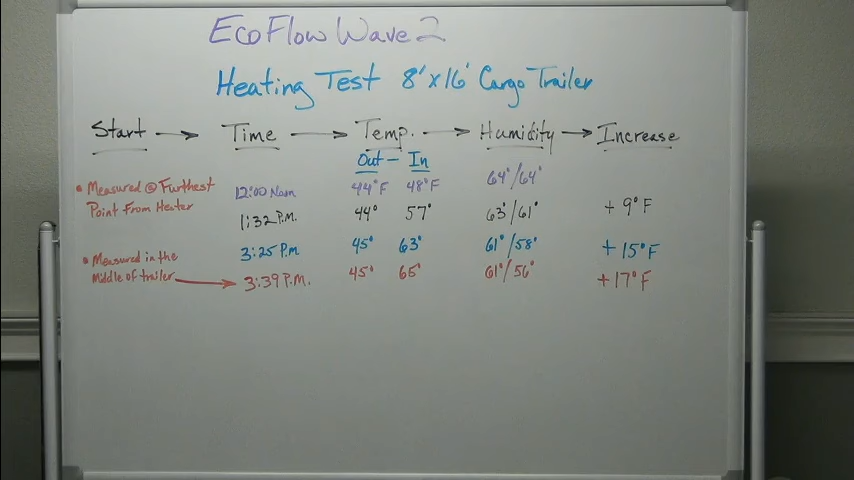 EcoFlow Wave 2
Heating Test 8'x16' Cargo Trailer
Start → Time → Temp. → Humidity → Increase
Out - In
• Measured @ Furthest
Point From Heater
12:00 Noon 44°F 48°F 64°/64°
1:32 P.M. 44° 57° 63°/61° +9°F
3:25 P.M 45° 63° 61°/58° +15°F
• Measured in the
Middle of trailer → 3:39 P.M. 45° 65° 61°/56° +17°F